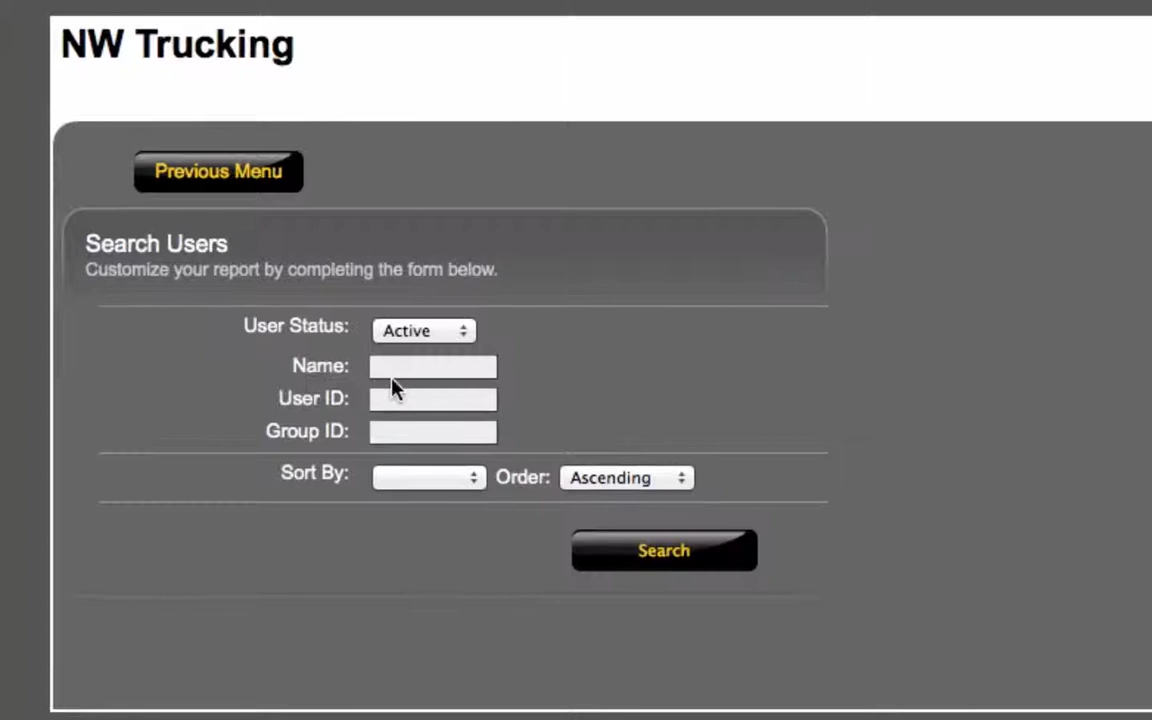 NW Trucking
Previous Menu
Search Users
Customize your report by completing the form below.
User Status: Active
Name:
User ID:
Group ID:
Sort By: Order: Ascending
Search